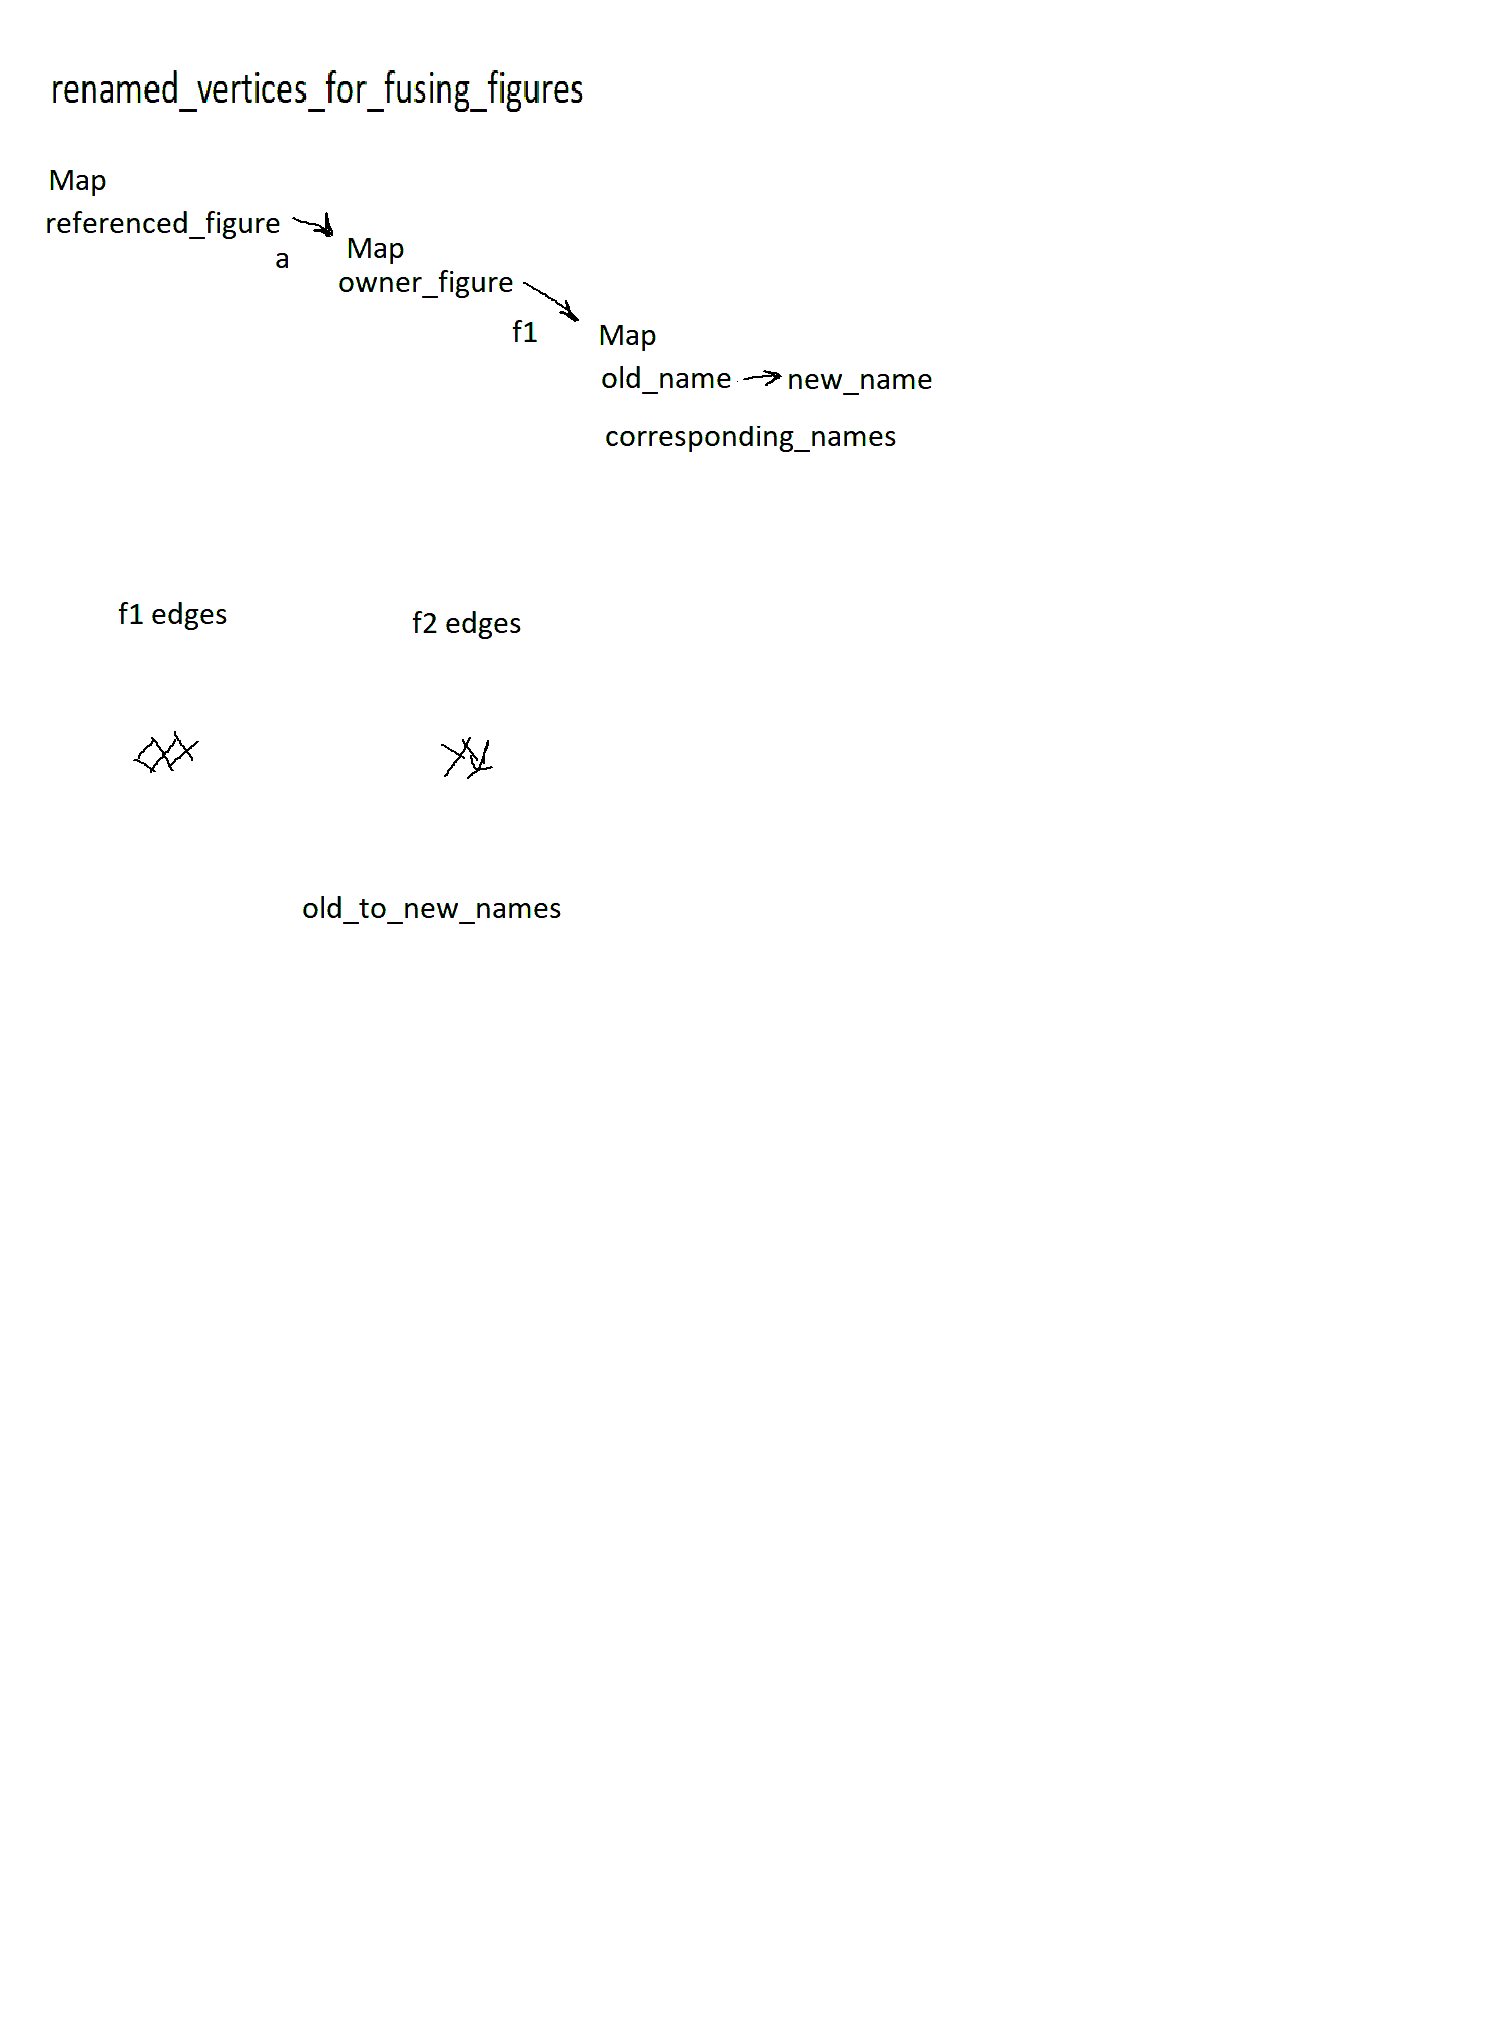 renamed_vertices_for_fusing_figures
Map
referenced_figure
a
Map
owner_figure
f1
Map
old_name
new_name
corresponding_names
f1 edges
f2 edges
old_to_new_names